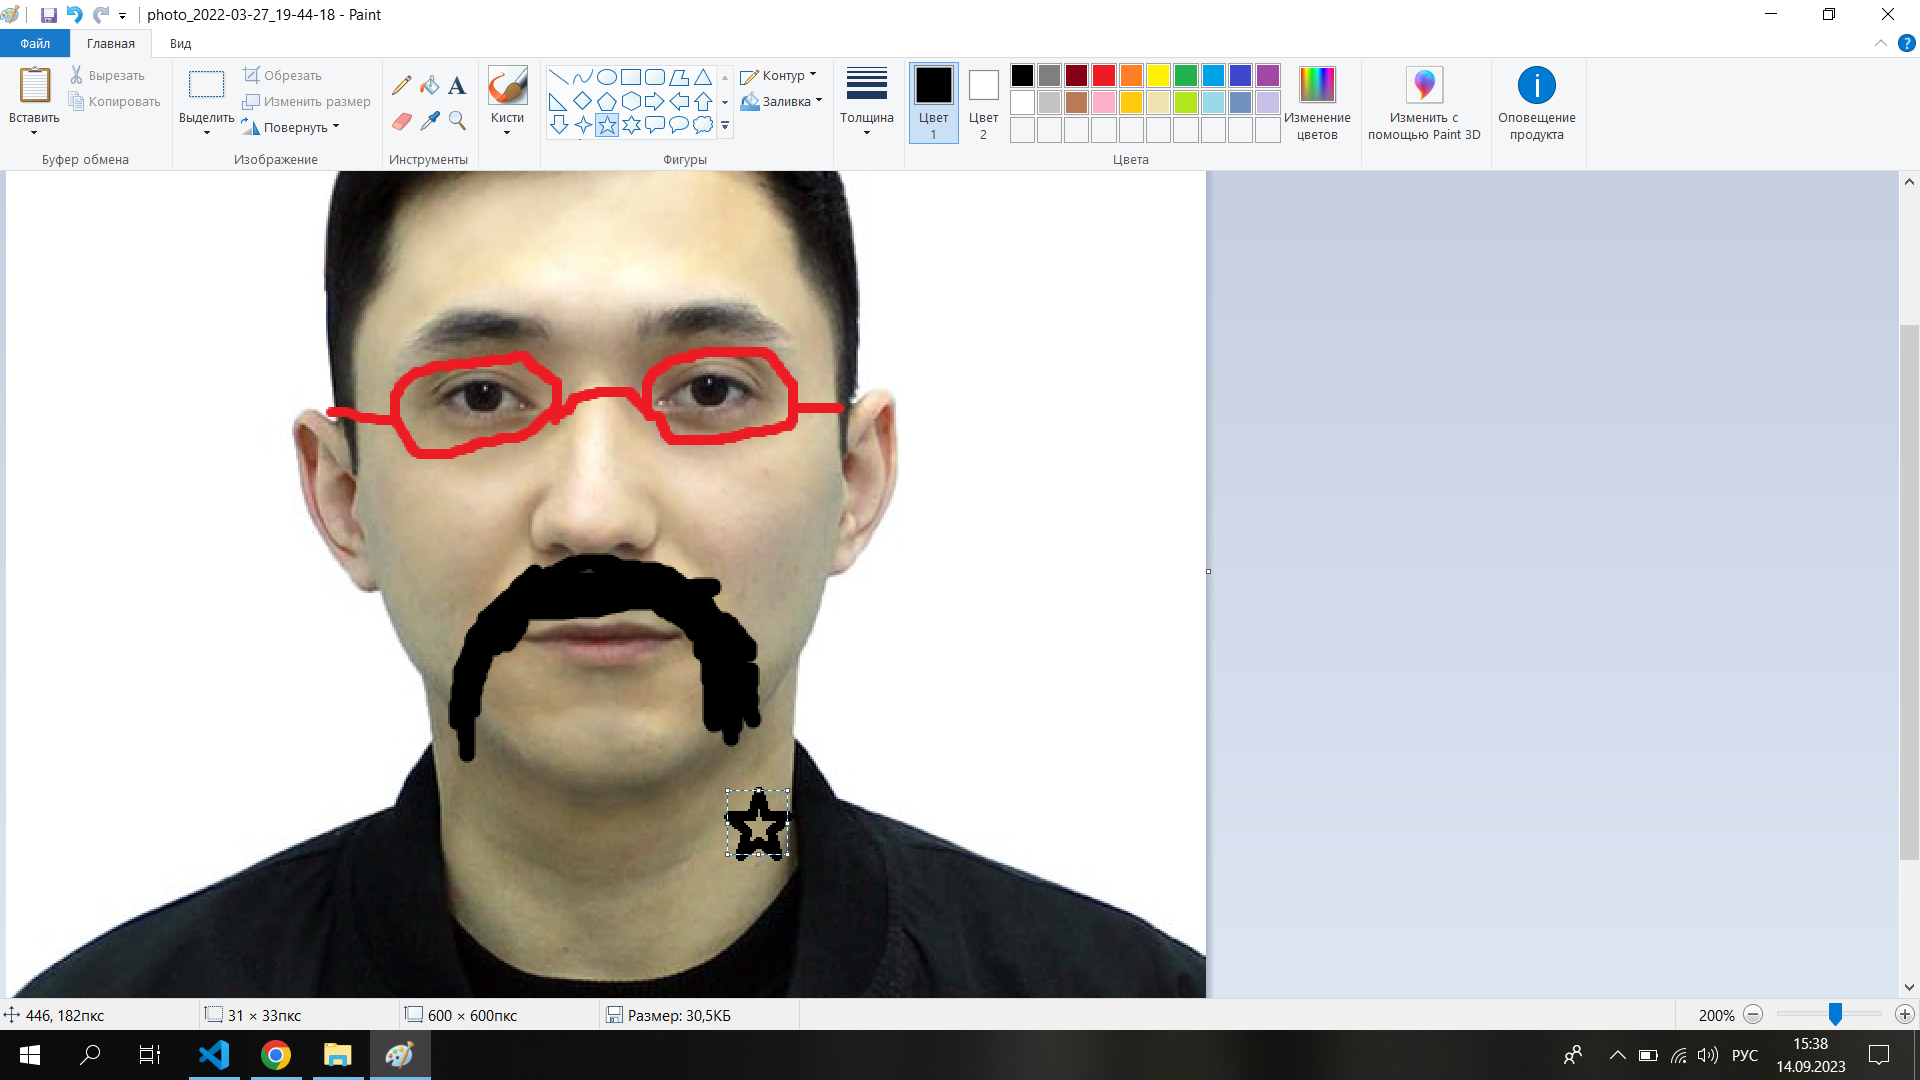 photo_2022-03-27_19-44-18 - Paint
Файл
Главная
Вид
Вставить
Вырезать
Копировать
Буфер обмена
Выделить
Обрезать
Изменить размер
Повернуть
Изображение
A
Инструменты
Кисти
Контур
Заливка
Фигуры
Толщина
Цвет
1
Цвет
2
Изменение
цветов
Цвета
Изменить с
помощью Paint 3D
Оповещение
продукта
446, 182пкс
31 × 33пкс
600 × 600пкс
Размер: 30,5КБ
200%
РУС
15:38
14.09.2023